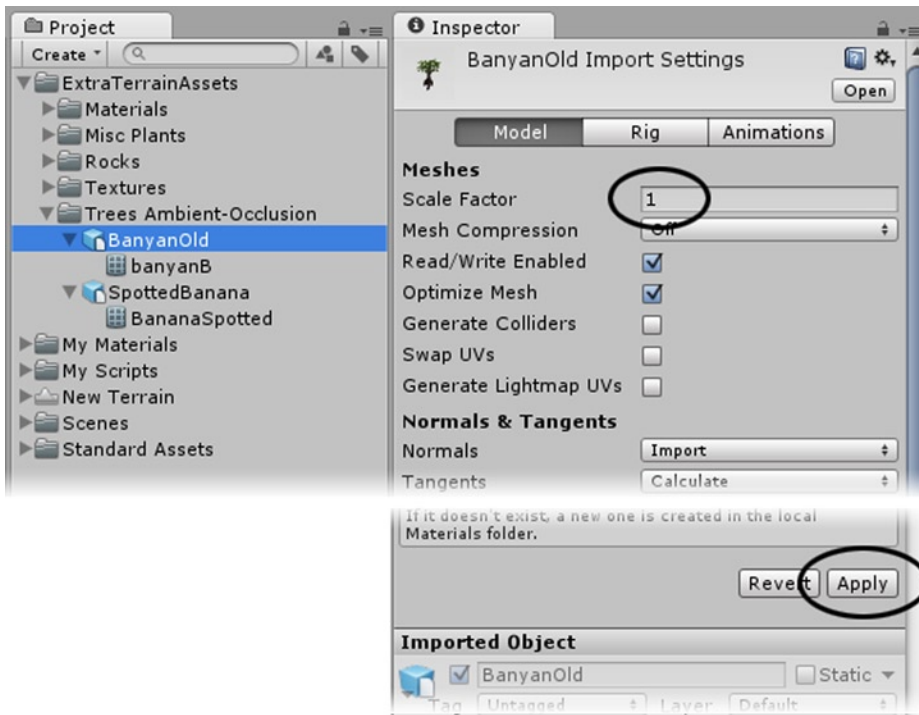 Project
Create
ExtraTerrainAssets
Materials
Misc Plants
Rocks
Textures
Trees Ambient-Occlusion
BanyanOld
banyanB
SpottedBanana
BananaSpotted
My Materials
My Scripts
New Terrain
Scenes
Standard Assets
Inspector
BanyanOld Import Settings
Open
Model Rig Animations
Meshes
Scale Factor 1
Mesh Compression Off
Read/Write Enabled
Optimize Mesh
Generate Colliders
Swap UVs
Generate Lightmap UVs
Normals & Tangents
Normals Import
Tangents Calculate
If it doesn't exist, a new one is created in the local
Materials folder.
Revert Apply
Imported Object
BanyanOld Static
Tag Untagged Layer Default